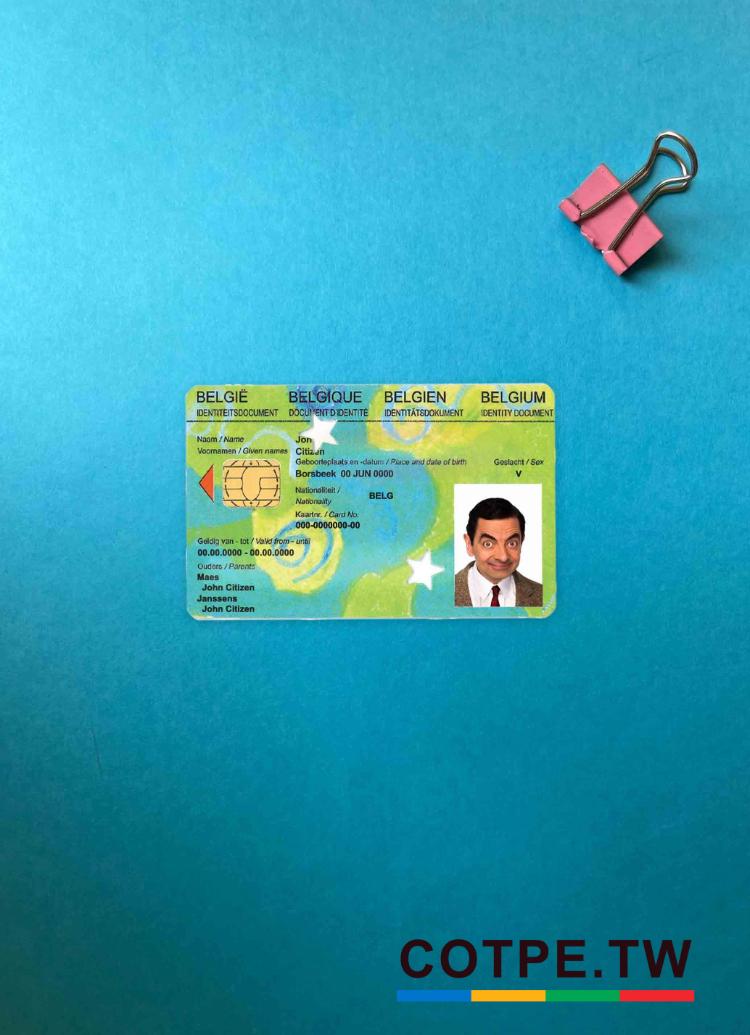 BELGIË BELGIQUE BELGIEN BELGIUM
IDENTITEITSDOCUMENT DOCUMENT D'IDENTITE IDENTITÄTSDOKUMENT IDENTITY DOCUMENT
Naam / Name Jon
Voornamen / Given names Citizen
Geboorteplaats en -datum / Place and date of birth Geslacht / Sex
Borsbeek 00 JUN 0000 V
Nationaliteit /
Nationality BELG
Kaartnr. / Card No.
000-0000000-00
Geldig van - tot / Valid from - until
00.00.0000 - 00.00.0000
Ouders / Parents
Maes
John Citizen
Janssens
John Citizen
COTPE.TW